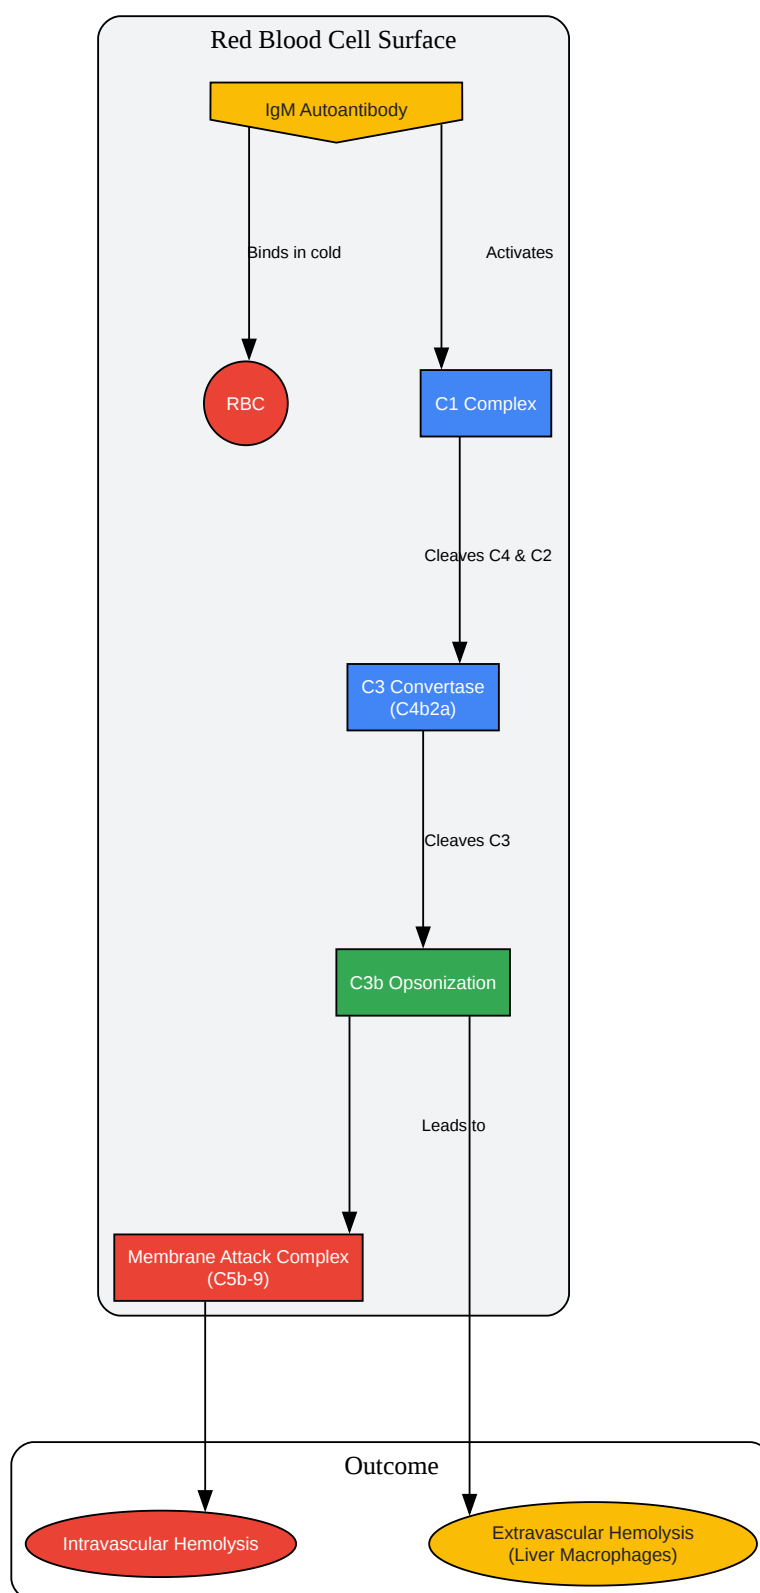 Red Blood Cell Surface
IgM Autoantibody
Binds in cold
Activates
RBC
C1 Complex
Cleaves C4 & C2
C3 Convertase
(C4b2a)
Cleaves C3
C3b Opsonization
Leads to
Membrane Attack Complex
(C5b-9)
Outcome
Intravascular Hemolysis
Extravascular Hemolysis
(Liver Macrophages)